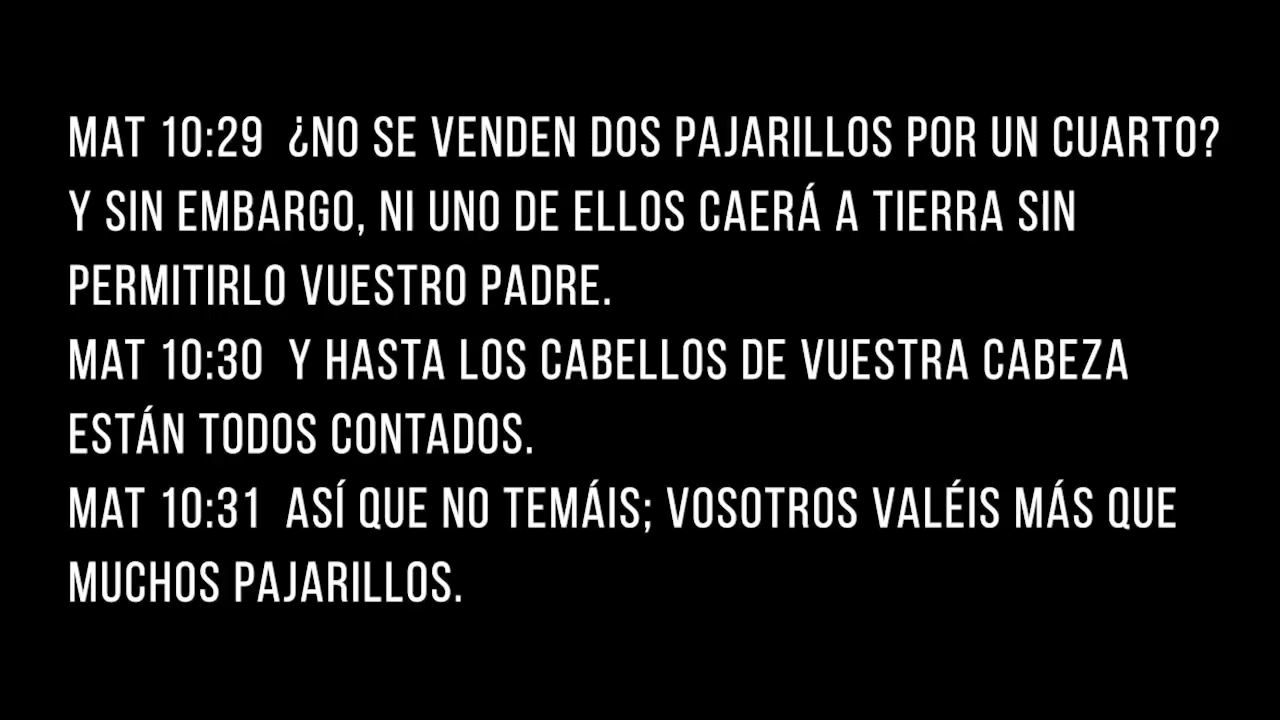 MAT 10:29 ¿NO SE VENDEN DOS PAJARILLOS POR UN CUARTO?
Y SIN EMBARGO, NI UNO DE ELLOS CAERÁ A TIERRA SIN
PERMITIRLO VUESTRO PADRE.
MAT 10:30 Y HASTA LOS CABELLOS DE VUESTRA CABEZA
ESTÁN TODOS CONTADOS.
MAT 10:31 ASÍ QUE NO TEMÁIS; VOSOTROS VALÉIS MÁS QUE
MUCHOS PAJARILLOS.